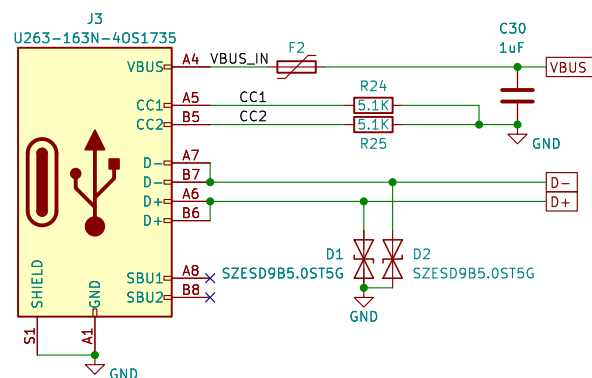 J3
U263-163N-4OS1735
C30
1uF
F2
VBUS A4 VBUS_IN
VBUS
R24
CC1 A5 CC1 5.1K
CC2 B5 CC2 5.1K
R25
GND
D- A7
D- B7 D-
D+ A6 D+
D+ B6
D1 D2
SZESD9B5.0ST5G SZESD9B5.0ST5G
SBU1 A8
SBU2 B8
SHIELD
GND
GND
S1
A1
GND